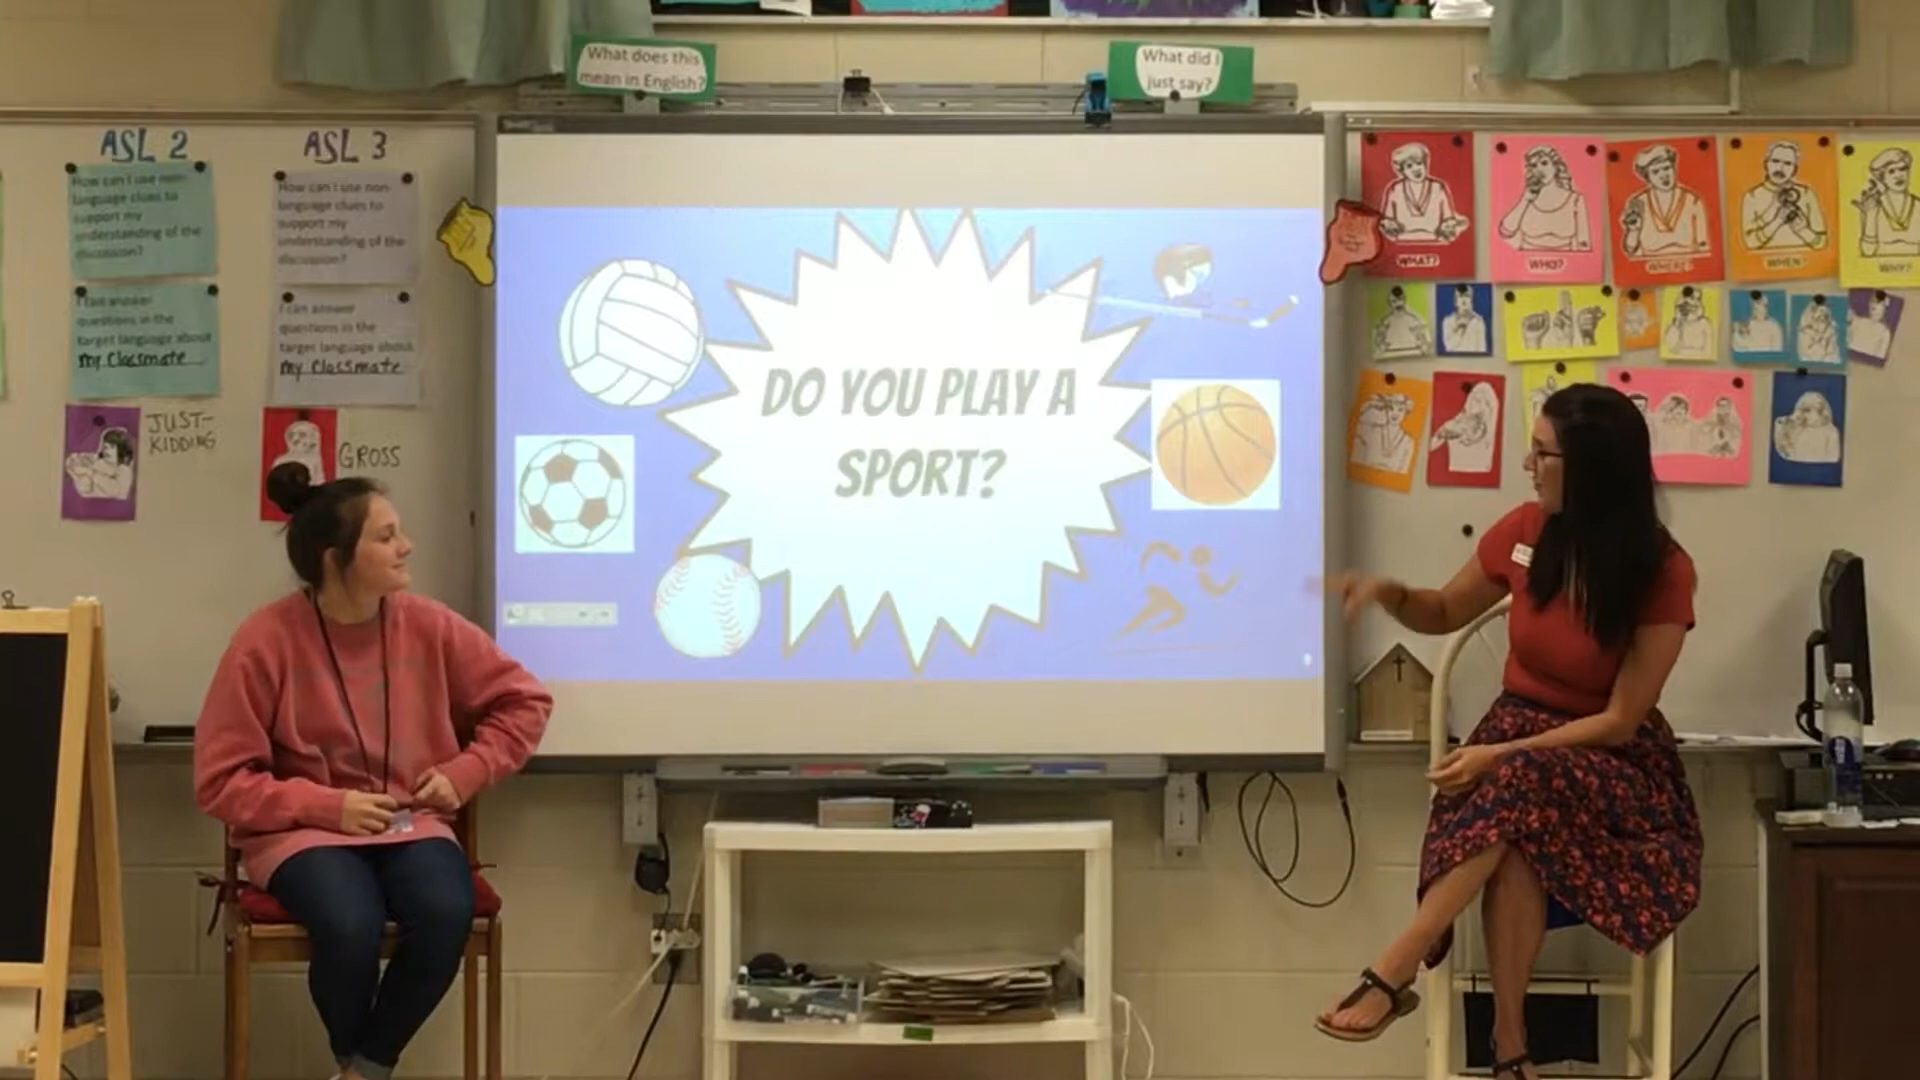 What does this
mean in English?
What did I
just say?
ASL 2
How can I use non-
language clues to
support my
understanding of the
discussion?
I can answer
questions in the
target language about
my Classmate
JUST-
KIDDING
ASL 3
How can I use non-
language clues to
support my
understanding of the
discussion?
I can answer
questions in the
target language about
my Classmate
GROSS
DO YOU PLAY A
SPORT?
WHAT?
WHO?
WHERE?
WHEN?
WHY?